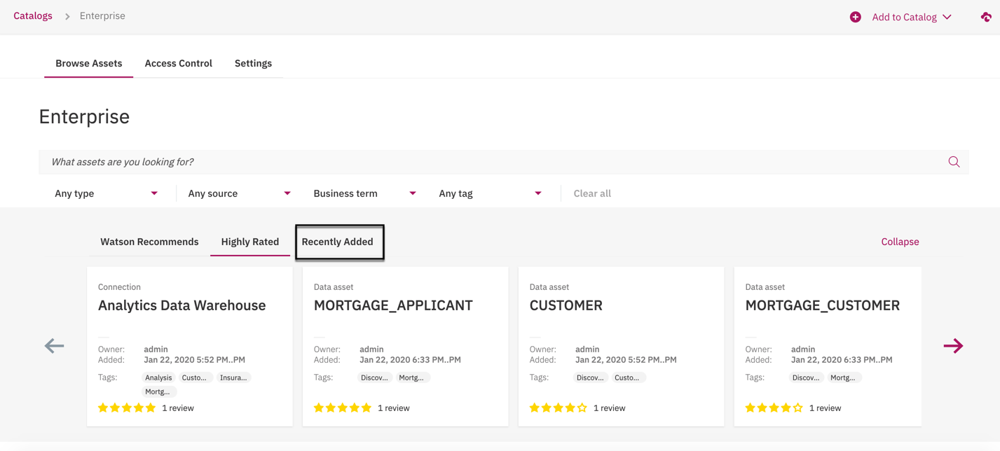 Catalogs > Enterprise
Add to Catalog
Browse Assets Access Control Settings
Enterprise
What assets are you looking for?
Any type Any source Business term Any tag Clear all
Watson Recommends Highly Rated Recently Added Collapse
Connection
Analytics Data Warehouse
Owner: admin
Added: Jan 22, 2020 5:52 PM..PM
Tags: Analysis Custo... Insura...
Mortg...
1 review
Data asset
MORTGAGE_APPLICANT
Owner: admin
Added: Jan 22, 2020 6:33 PM..PM
Tags: Discov... Mortg...
1 review
Data asset
CUSTOMER
Owner: admin
Added: Jan 22, 2020 5:52 PM..PM
Tags: Discov... Custo...
1 review
Data asset
MORTGAGE_CUSTOMER
Owner: admin
Added: Jan 22, 2020 6:33 PM..PM
Tags: Discov... Mortg...
1 review